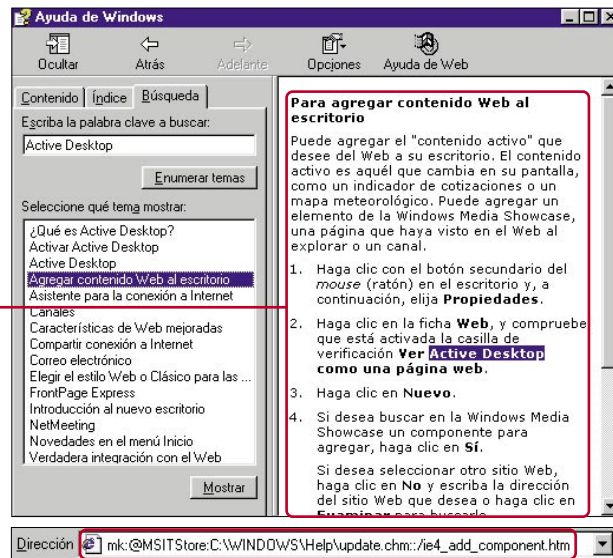 Ayuda de Windows
Ocultar Atrás Adelante Opciones Ayuda de Web
Contenido Índice Búsqueda
Escriba la palabra clave a buscar:
Active Desktop
Enumerar temas
Seleccione qué tema mostrar:
¿Qué es Active Desktop?
Activar Active Desktop
Active Desktop
Agregar contenido Web al escritorio
Asistente para la conexión a Internet
Canales
Características de Web mejoradas
Compartir conexión a Internet
Correo electrónico
Elegir el estilo Web o Clásico para las ...
FrontPage Express
Introducción al nuevo escritorio
NetMeeting
Novedades en el menú Inicio
Verdadera integración con el Web
Mostrar
Para agregar contenido Web al
escritorio
Puede agregar el "contenido activo" que
desee del Web a su escritorio. El contenido
activo es aquél que cambia en su pantalla,
como un indicador de cotizaciones o un
mapa meteorológico. Puede agregar un
elemento de la Windows Media Showcase,
una página que haya visto en el Web al
explorar o un canal.
1. Haga clic con el botón secundario del
mouse (ratón) en el escritorio y, a
continuación, elija Propiedades.
2. Haga clic en la ficha Web, y compruebe
que está activada la casilla de
verificación Ver Active Desktop
como una página web.
3. Haga clic en Nuevo.
4. Si desea buscar en la Windows Media
Showcase un componente para
agregar, haga clic en Sí.
Si desea seleccionar otro sitio Web,
haga clic en No y escriba la dirección
del sitio Web que desea o haga clic en
Examinar para buscarlo.
Dirección mk:@MSITStore:C:\WINDOWS\Help\update.chm::/ie4_add_component.htm